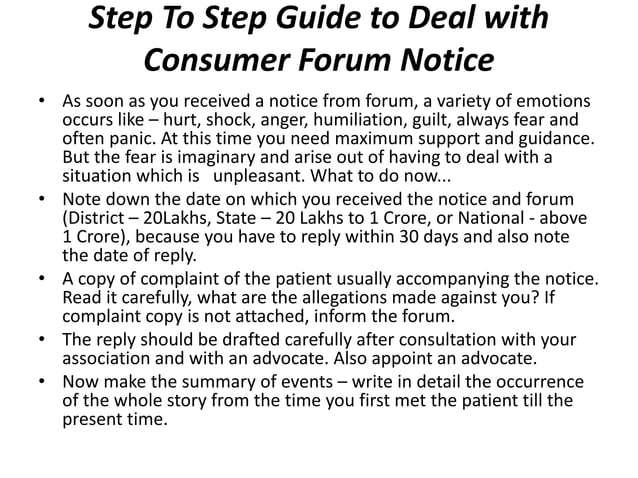 Step To Step Guide to Deal with
Consumer Forum Notice
• As soon as you received a notice from forum, a variety of emotions
occurs like – hurt, shock, anger, humiliation, guilt, always fear and
often panic. At this time you need maximum support and guidance.
But the fear is imaginary and arise out of having to deal with a
situation which is unpleasant. What to do now...
• Note down the date on which you received the notice and forum
(District – 20Lakhs, State – 20 Lakhs to 1 Crore, or National - above
1 Crore), because you have to reply within 30 days and also note
the date of reply.
• A copy of complaint of the patient usually accompanying the notice.
Read it carefully, what are the allegations made against you? If
complaint copy is not attached, inform the forum.
• The reply should be drafted carefully after consultation with your
association and with an advocate. Also appoint an advocate.
• Now make the summary of events – write in detail the occurrence
of the whole story from the time you first met the patient till the
present time.